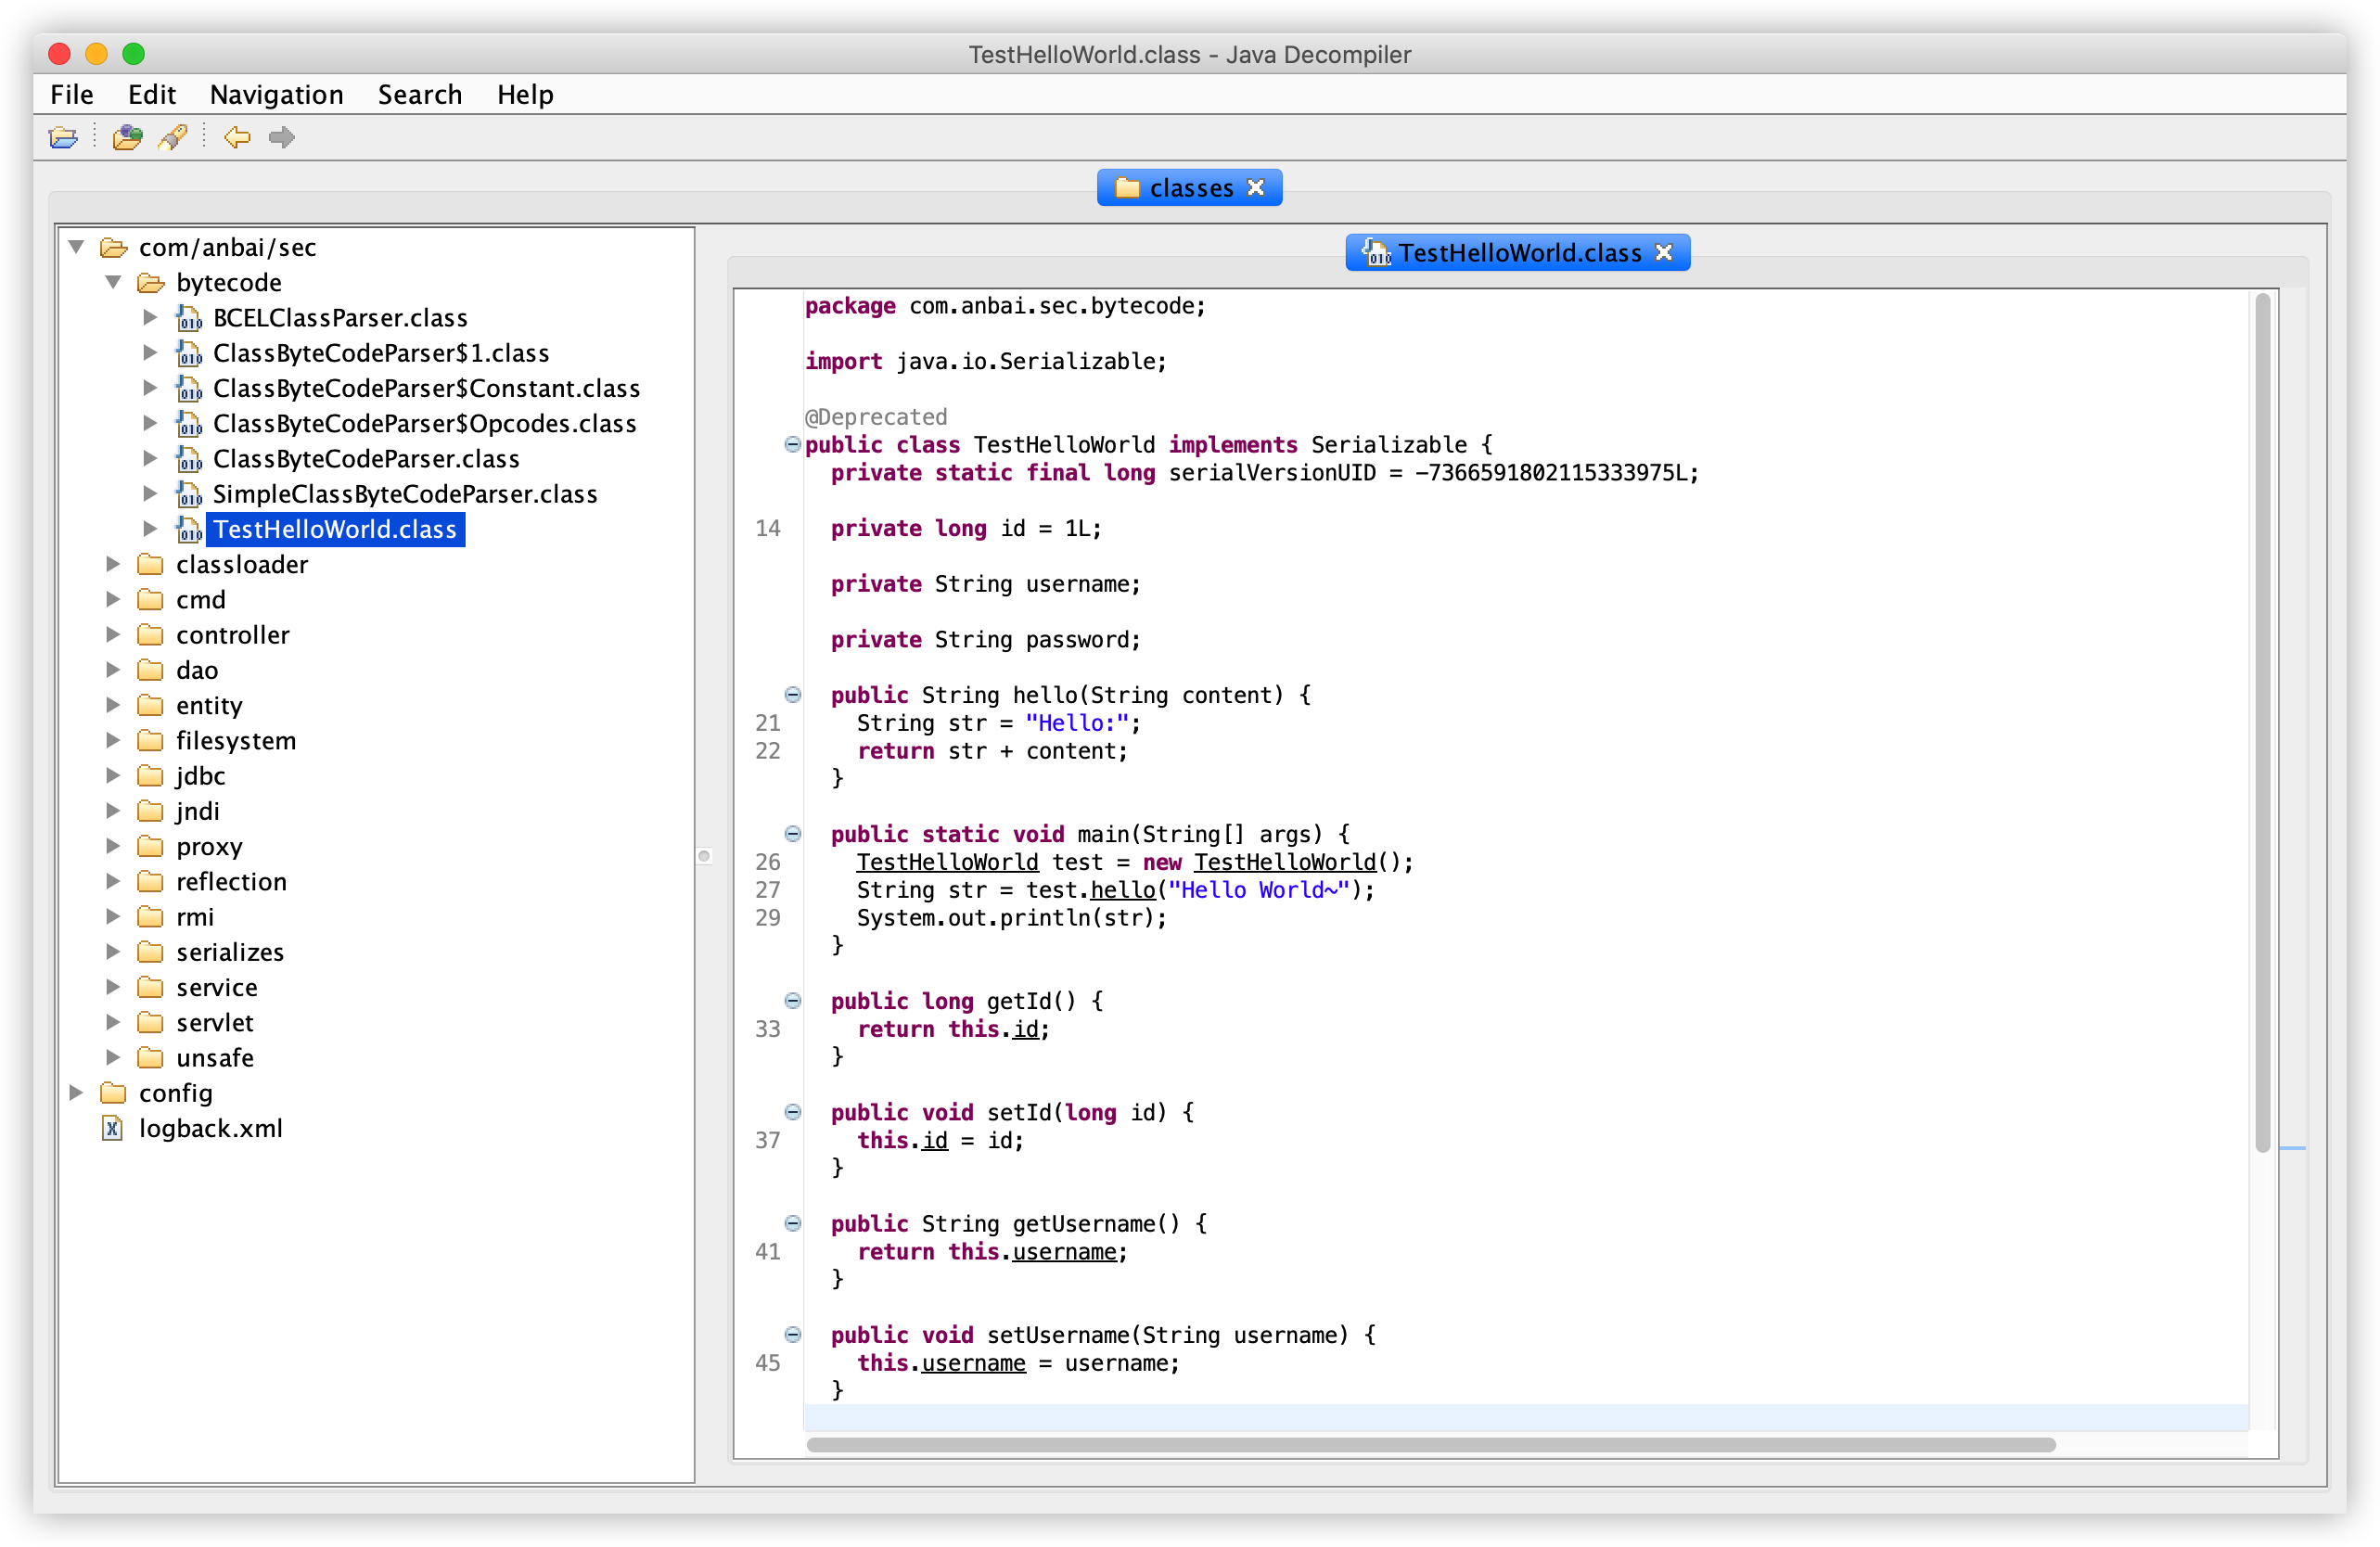 TestHelloWorld.class - Java Decompiler
File Edit Navigation Search Help
classes
com/anbai/sec
bytecode
BCELClassParser.class
ClassByteCodeParser$1.class
ClassByteCodeParser$Constant.class
ClassByteCodeParser$Opcodes.class
ClassByteCodeParser.class
SimpleClassByteCodeParser.class
TestHelloWorld.class
classloader
cmd
controller
dao
entity
filesystem
jdbc
jndi
proxy
reflection
rmi
serializes
service
servlet
unsafe
config
logback.xml
TestHelloWorld.class
package com.anbai.sec.bytecode;
import java.io.Serializable;
@Deprecated
public class TestHelloWorld implements Serializable {
private static final long serialVersionUID = -7366591802115333975L;
14 private long id = 1L;
private String username;
private String password;
public String hello(String content) {
21 String str = "Hello:";
22 return str + content;
}
public static void main(String[] args) {
26 TestHelloWorld test = new TestHelloWorld();
27 String str = test.hello("Hello World~");
29 System.out.println(str);
}
public long getId() {
33 return this.id;
}
public void setId(long id) {
37 this.id = id;
}
public String getUsername() {
41 return this.username;
}
public void setUsername(String username) {
45 this.username = username;
}